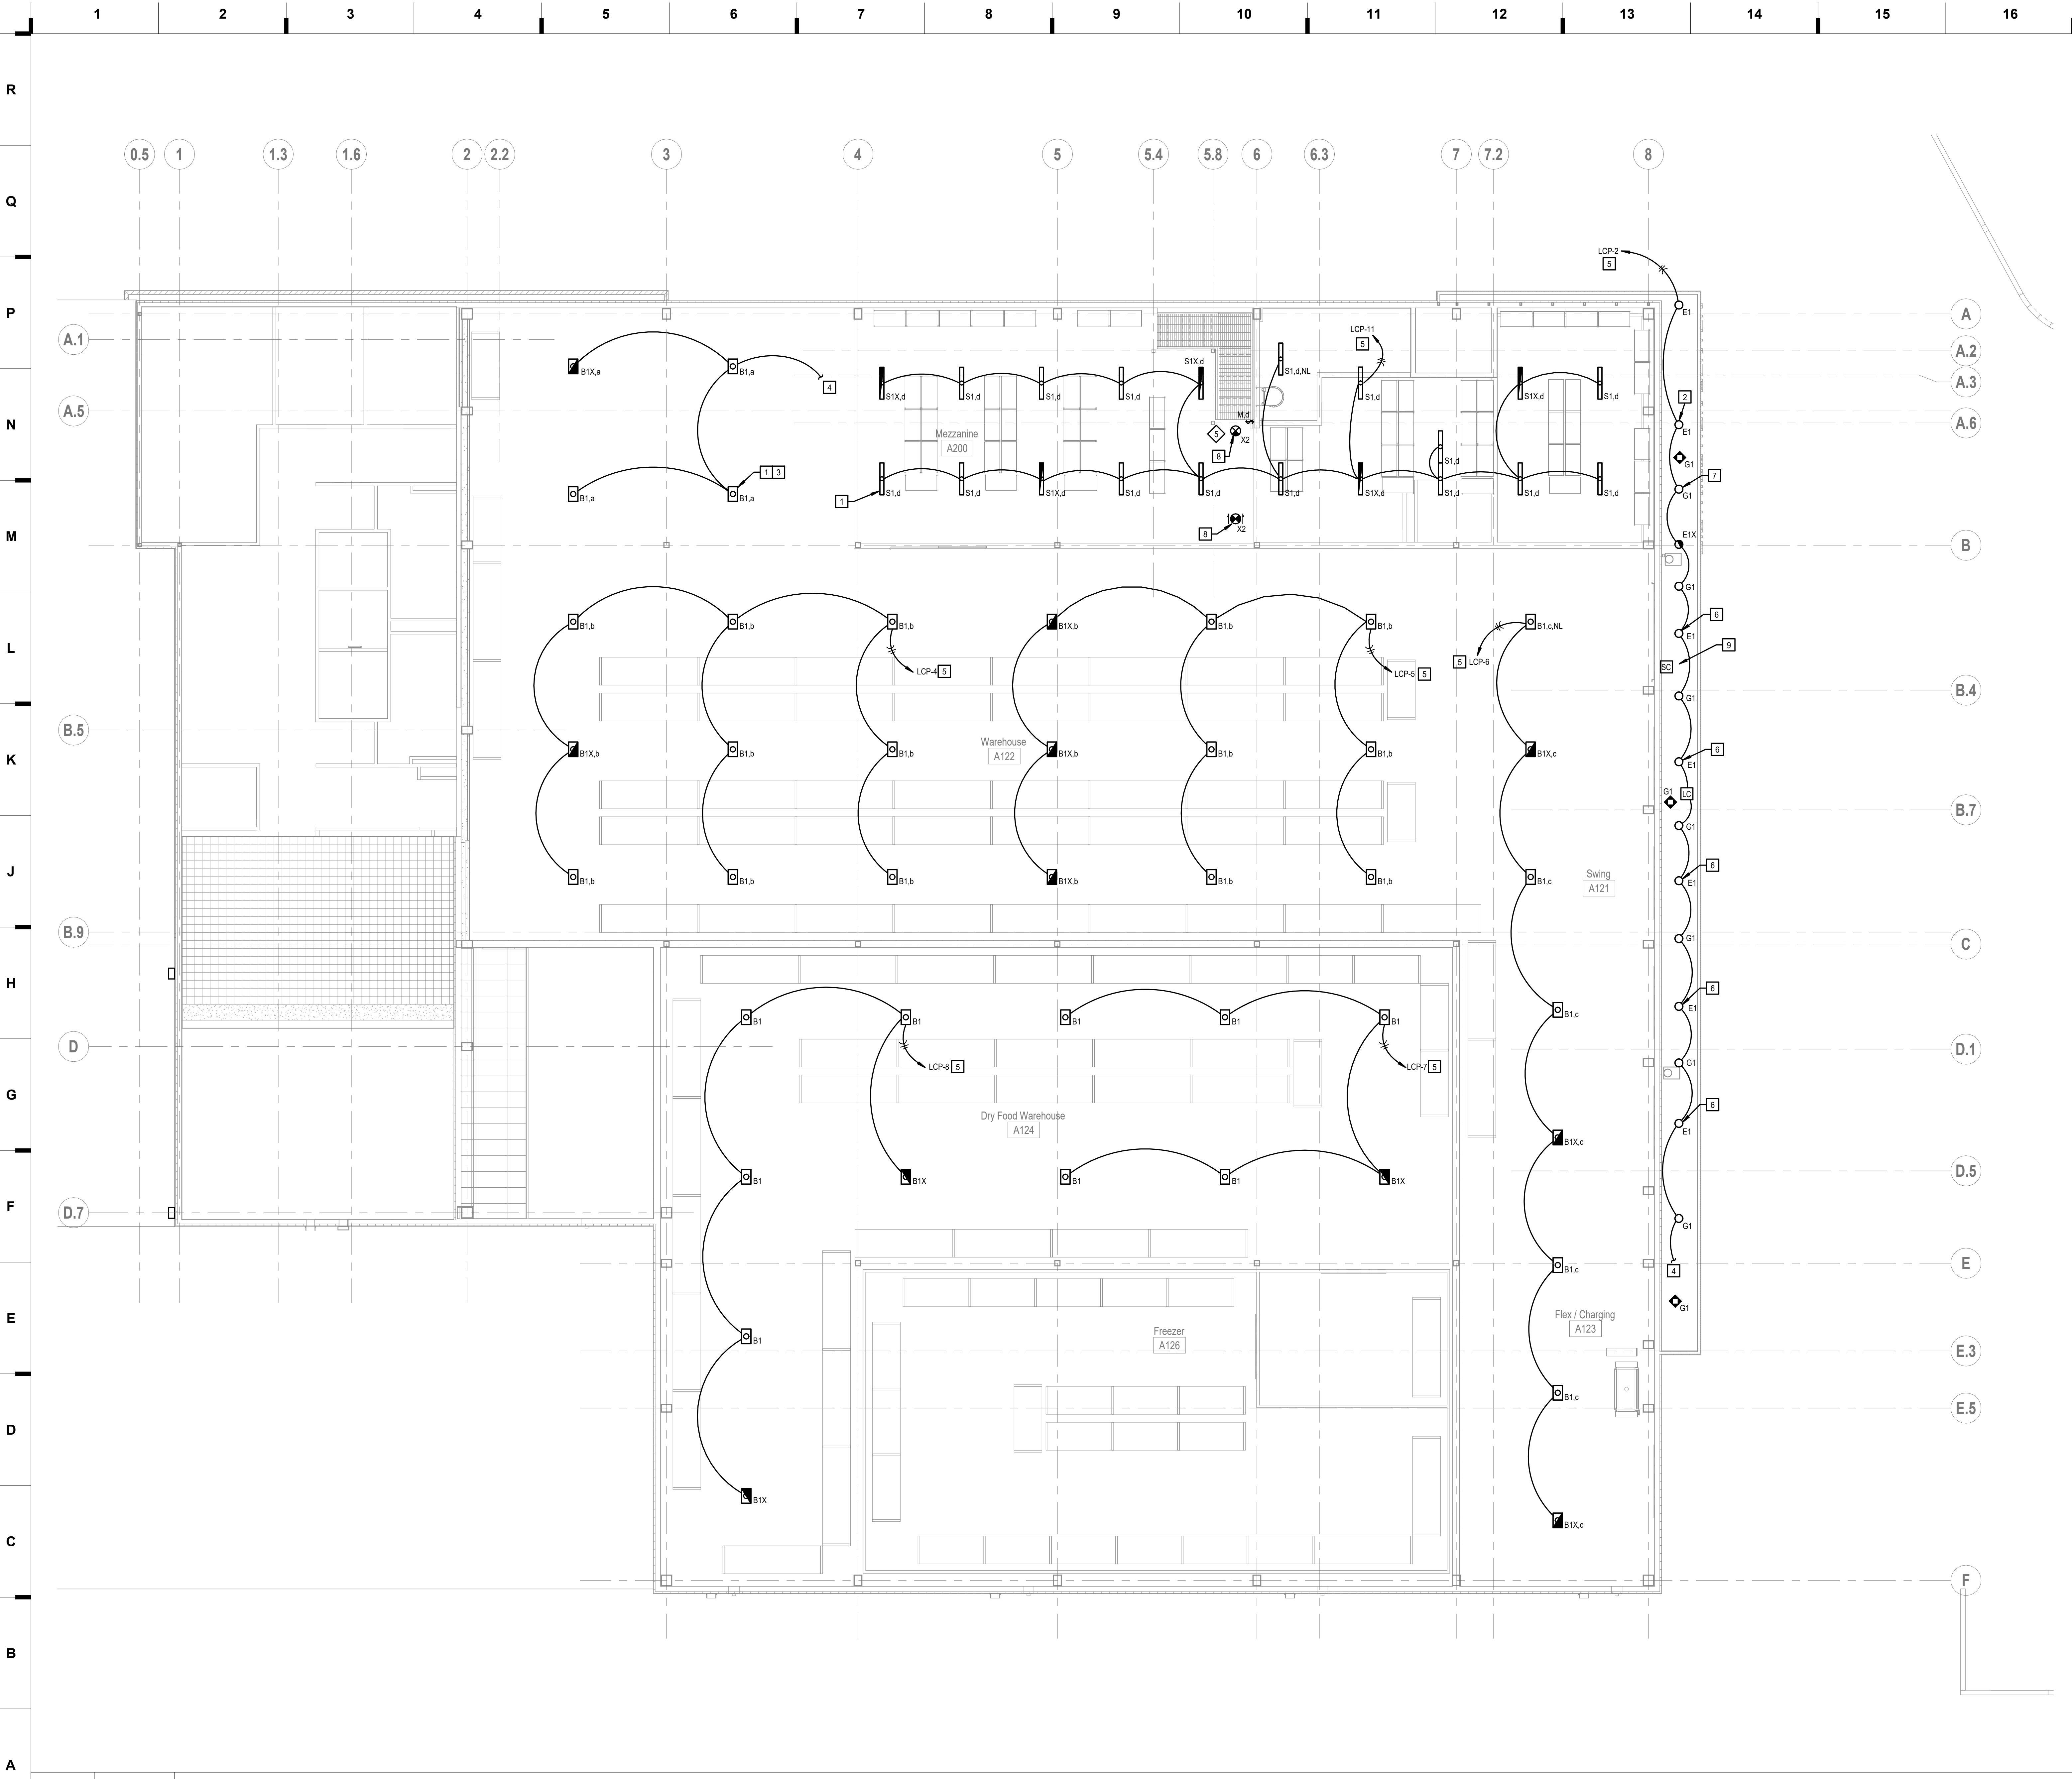 1 2 3 4 5 6 7 8 9 10 11 12 13 14 15 16
R
0.5 1 1.3 1.6 2 2.2 3 4 5 5.4 5.8 6 6.3 7 7.2 8
Q
LCP-2
5
E1
P
A
A.1
LCP-11
5
A.2
B1X,a
B1,a
4
S1X,d
S1,d,NL
A.3
S1X,d S1,d S1,d S1,d S1,d S1X,d S1,d
2
A.5
M,d
E1
A.6
N
Mezzanine
A200
5
X2
8
S1,d
G1
B1,a
B1,a
1 3
7
1
S1,d S1,d S1X,d S1,d S1,d S1,d S1X,d S1,d S1,d S1,d
G1
X2
8
E1X
M
B
G1
6
B1,b B1,b B1,b B1X,b B1,b B1,b B1,c,NL
E1
L
9
5 LCP-6
SC
LCP-4 5
LCP-5 5
B.4
G1
B.5
Warehouse
A122
6
B1X,b B1,b B1,b B1X,b B1,b B1,b B1X,c
E1
K
G1
LC
B.7
G1
6
J
B1,b B1,b B1,b B1X,b B1,b B1,b B1,c
Swing
A121
E1
B.9
G1
C
H
6
E1
B1,c
B1 B1 B1 B1 B1
D
D.1
G1
LCP-8 5
LCP-7 5
G
6
Dry Food Warehouse
A124
E1
B1X,c
D.5
B1 B1X B1 B1 B1X
F
D.7
G1
E
B1,c
4
E
G1
Flex / Charging
A123
Freezer
A126
B1
E.3
B1,c
E.5
D
B1X
B1X,c
C
F
B
A